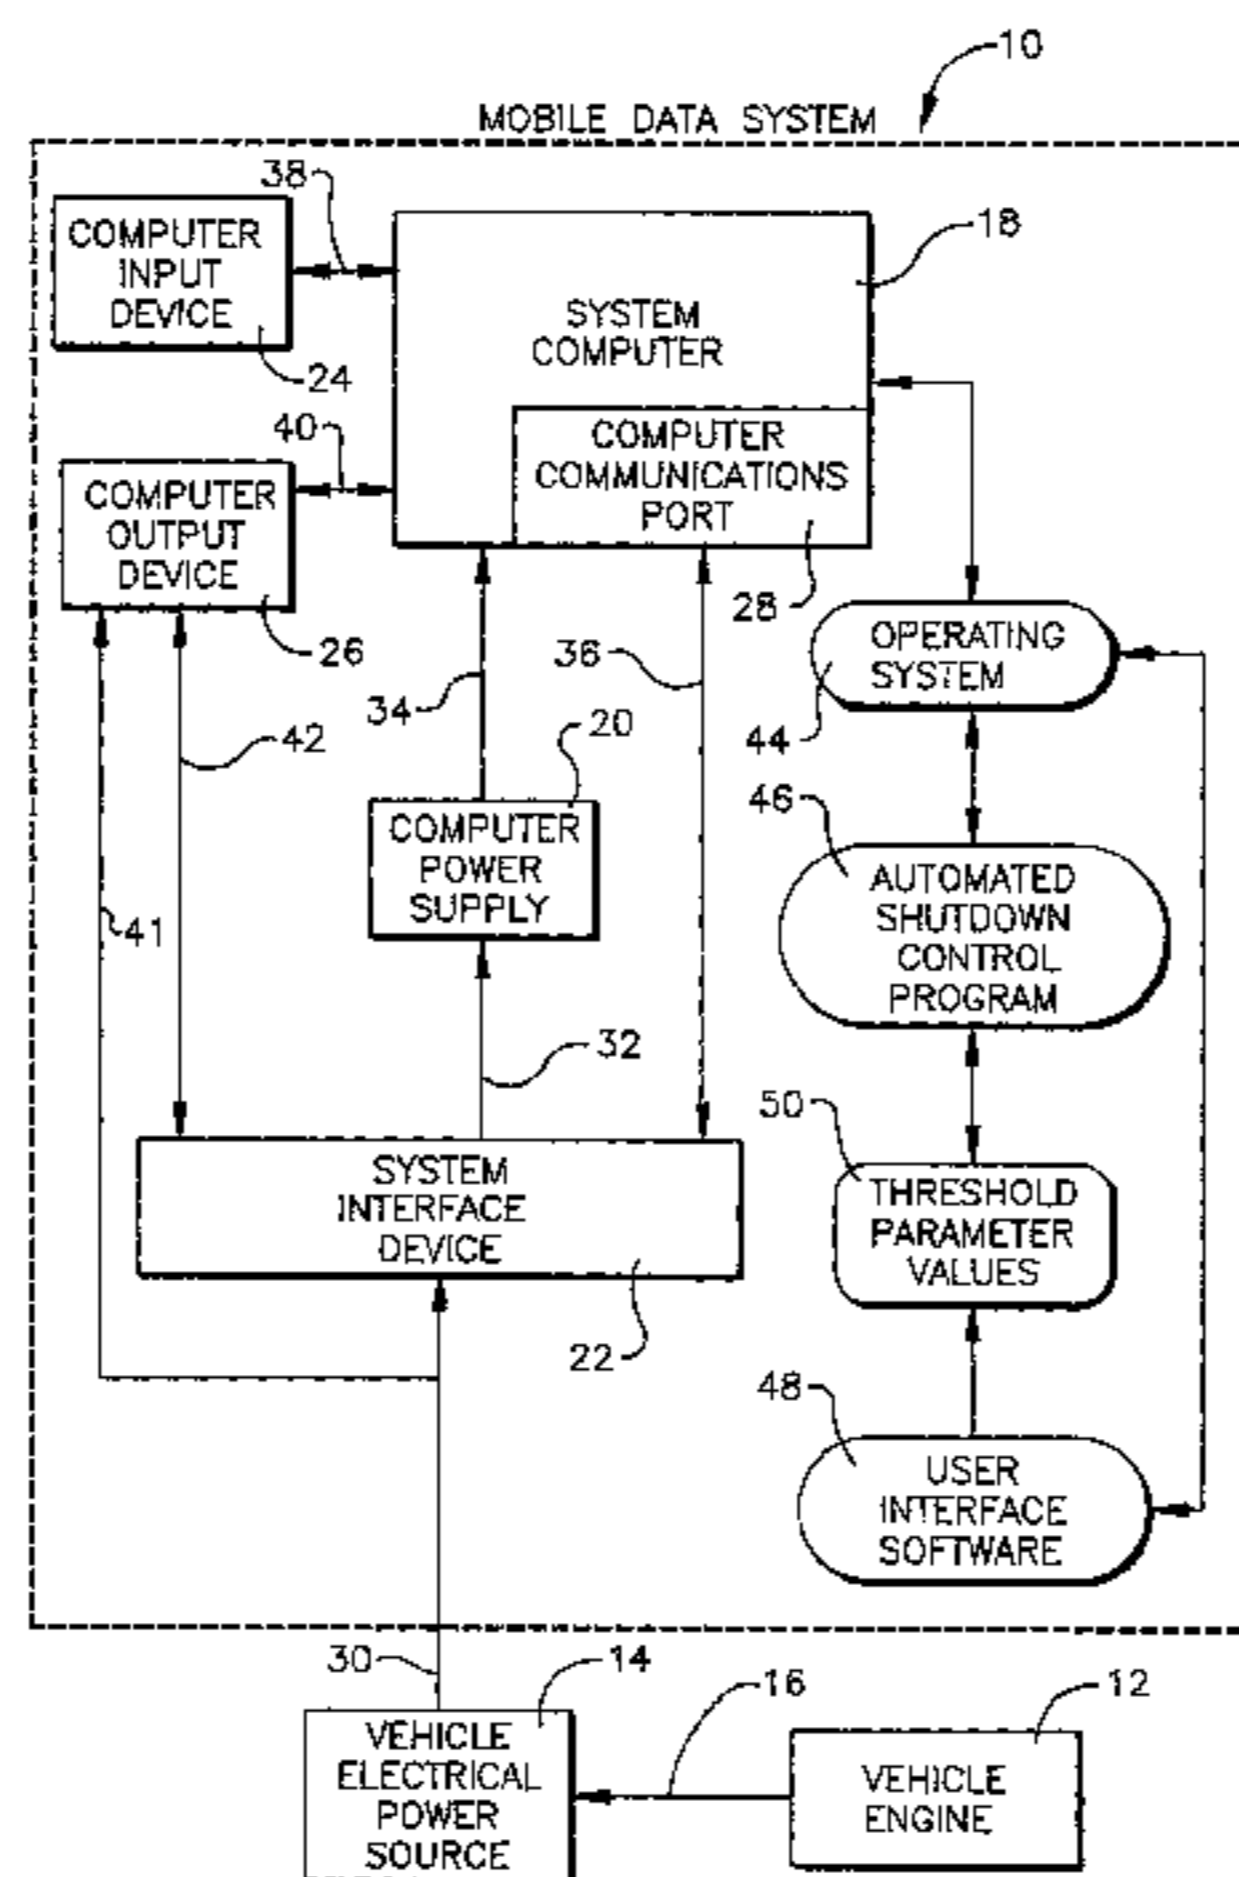 10
MOBILE DATA SYSTEM
38
COMPUTER
INPUT
DEVICE
24
18
SYSTEM
COMPUTER
COMPUTER
COMMUNICATIONS
PORT
28
40
COMPUTER
OUTPUT
DEVICE
26
34
36
42
41
20
COMPUTER
POWER
SUPPLY
32
SYSTEM
INTERFACE
DEVICE
22
OPERATING
SYSTEM
44
46
AUTOMATED
SHUTDOWN
CONTROL
PROGRAM
50
THRESHOLD
PARAMETER
VALUES
48
USER
INTERFACE
SOFTWARE
30
14
VEHICLE
ELECTRICAL
POWER
SOURCE
16
12
VEHICLE
ENGINE